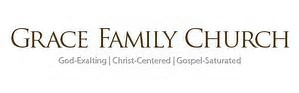 GRACE FAMILY CHURCH
God-Exalting | Christ-Centered | Gospel-Saturated